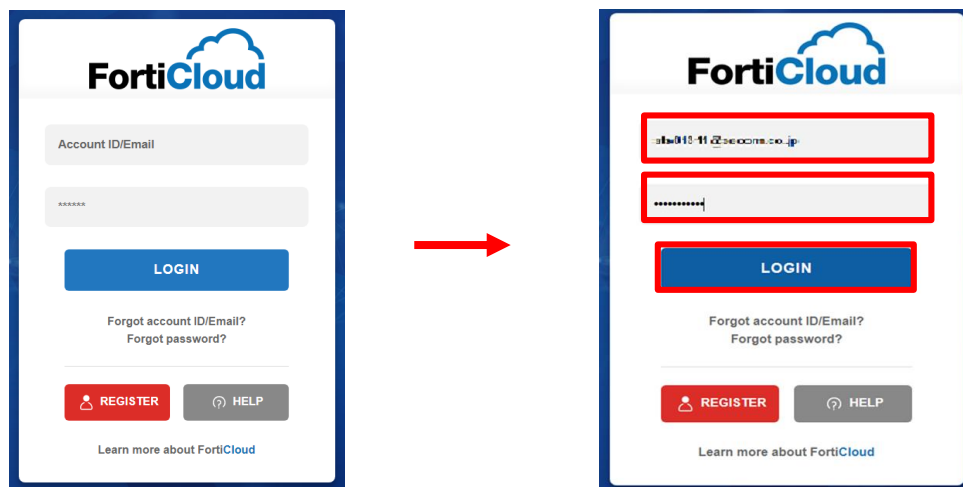 FortiCloud
Account ID/Email
******
LOGIN
Forgot account ID/Email?
Forgot password?
REGISTER
HELP
Learn more about FortiCloud
FortiCloud
•••••••••••
LOGIN
Forgot account ID/Email?
Forgot password?
REGISTER
HELP
Learn more about FortiCloud